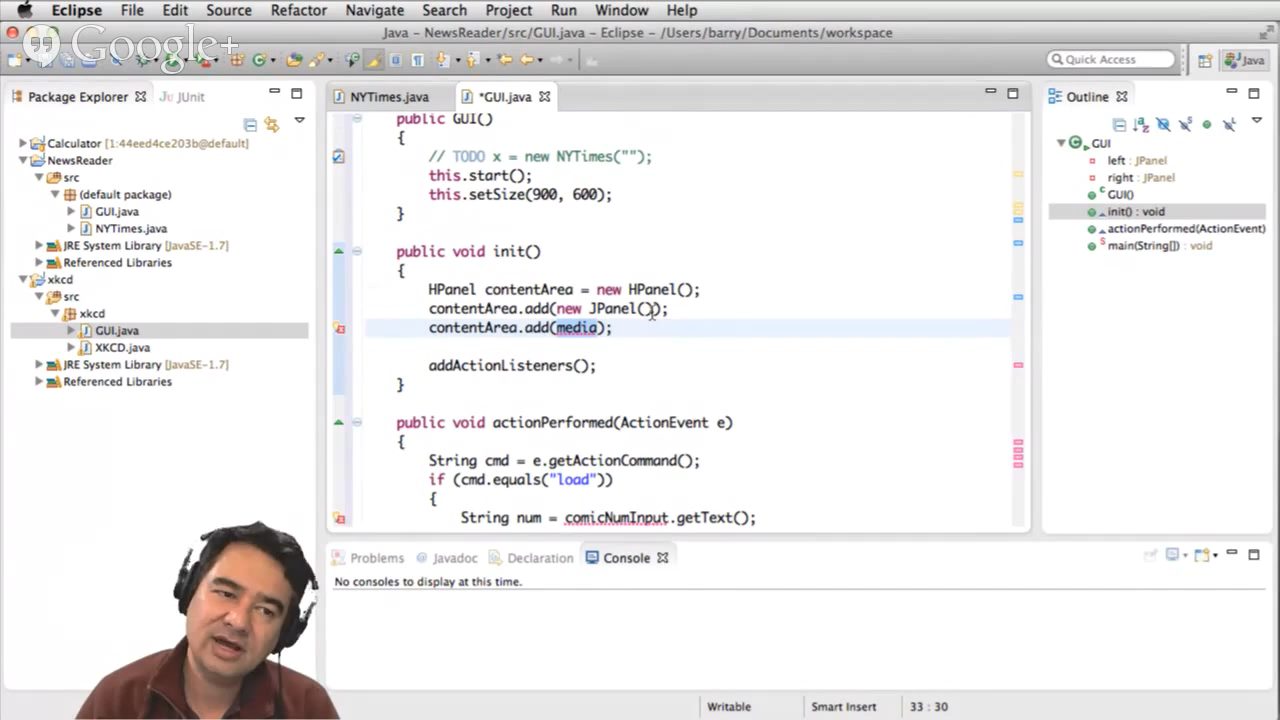 Eclipse File Edit Source Refactor Navigate Search Project Run Window Help
Java – NewsReader/src/GUI.java – Eclipse – /Users/barry/Documents/workspace
Google+
Quick Access
Java
Package Explorer JUnit
Calculator [1:44eed4ce203b@default]
NewsReader
src
(default package)
GUI.java
NYTimes.java
JRE System Library [JavaSE-1.7]
Referenced Libraries
xkcd
src
xkcd
GUI.java
XKCD.java
JRE System Library [JavaSE-1.7]
Referenced Libraries
NYTimes.java *GUI.java
public GUI()
{
// TODO x = new NYTimes("");
this.start();
this.setSize(900, 600);
}
public void init()
{
HPanel contentArea = new HPanel();
contentArea.add(new JPanel());
contentArea.add(media);
addActionListeners();
}
public void actionPerformed(ActionEvent e)
{
String cmd = e.getActionCommand();
if (cmd.equals("load"))
{
String num = comicNumInput.getText();
Outline
GUI
left : JPanel
right : JPanel
GUI()
init() : void
actionPerformed(ActionEvent)
main(String[]) : void
Problems @ Javadoc Declaration Console
No consoles to display at this time.
Writable Smart Insert 33 : 30